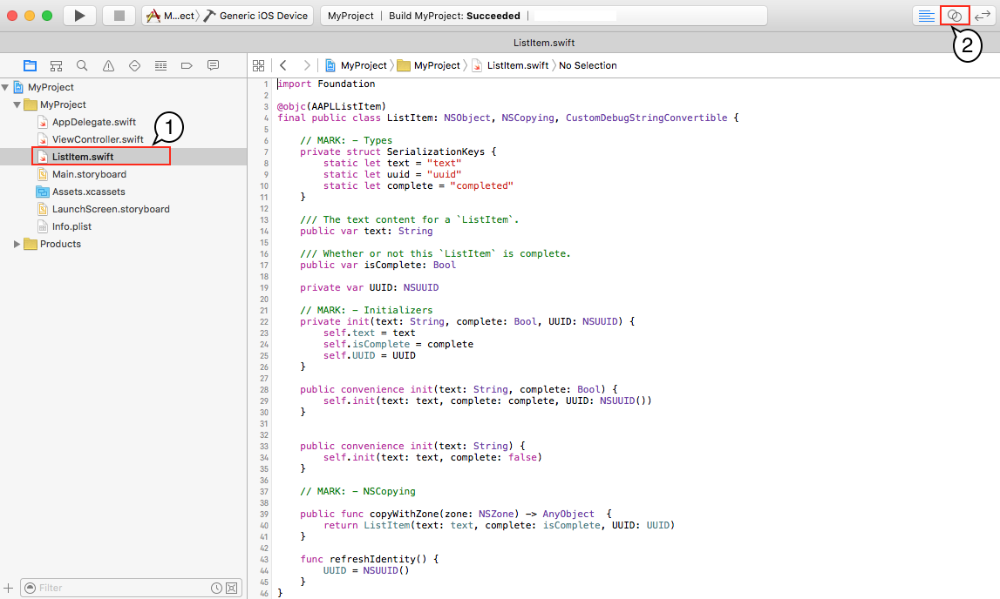 M...ect〉 Generic iOS Device
MyProject | Build MyProject: Succeeded |
ListItem.swift
2
MyProject 〉 MyProject 〉 ListItem.swift 〉 No Selection
MyProject
MyProject
AppDelegate.swift
1
ViewController.swift
ListItem.swift
Main.storyboard
Assets.xcassets
LaunchScreen.storyboard
Info.plist
Products
Filter
1 import Foundation
2
3 @objc(AAPLListItem)
4 final public class ListItem: NSObject, NSCopying, CustomDebugStringConvertible {
5
6 // MARK: - Types
7 private struct SerializationKeys {
8 static let text = "text"
9 static let uuid = "uuid"
10 static let complete = "completed"
11 }
12
13 /// The text content for a `ListItem`.
14 public var text: String
15
16 /// Whether or not this `ListItem` is complete.
17 public var isComplete: Bool
18
19 private var UUID: NSUUID
20
21 // MARK: - Initializers
22 private init(text: String, complete: Bool, UUID: NSUUID) {
23 self.text = text
24 self.isComplete = complete
25 self.UUID = UUID
26 }
27
28 public convenience init(text: String, complete: Bool) {
29 self.init(text: text, complete: complete, UUID: NSUUID())
30 }
31
32
33 public convenience init(text: String) {
34 self.init(text: text, complete: false)
35 }
36
37 // MARK: - NSCopying
38
39 public func copyWithZone(zone: NSZone) -> AnyObject  {
40 return ListItem(text: text, complete: isComplete, UUID: UUID)
41 }
42
43 func refreshIdentity() {
44 UUID = NSUUID()
45 }
46 }